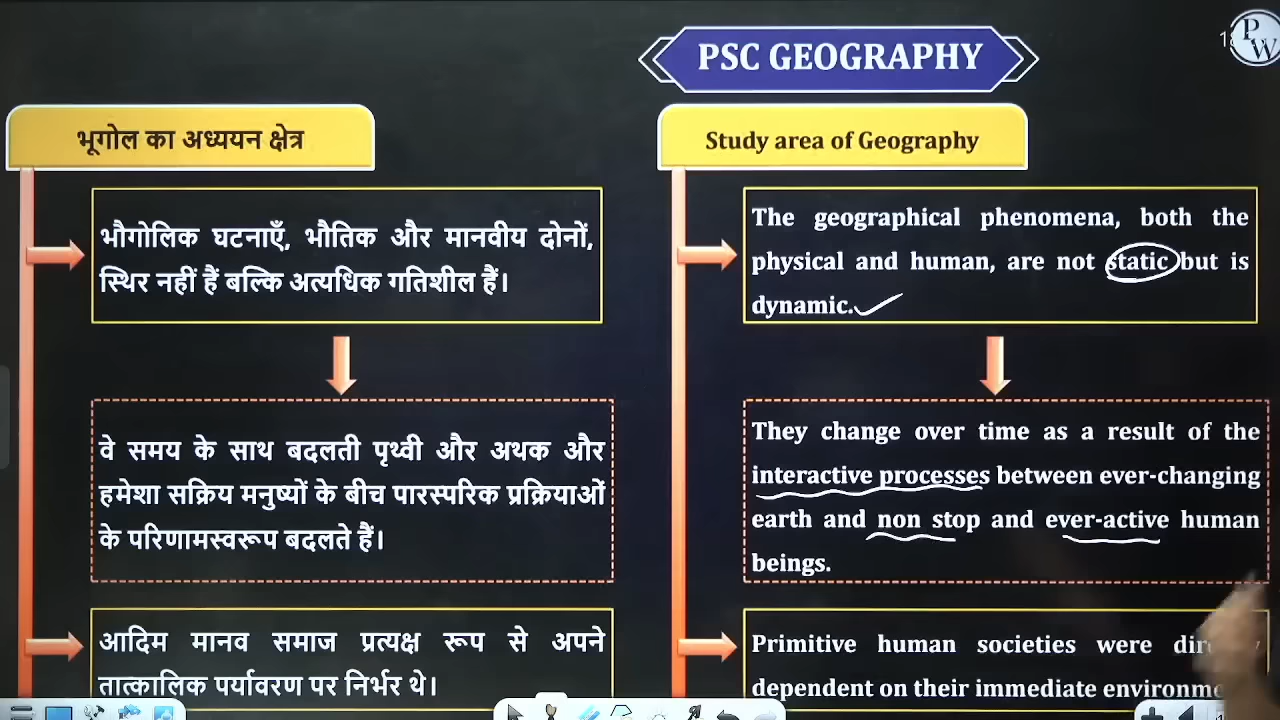 PSC GEOGRAPHY
PW
भूगोल का अध्ययन क्षेत्र
भौगोलिक घटनाएँ, भौतिक और मानवीय दोनों,
स्थिर नहीं हैं बल्कि अत्यधिक गतिशील हैं।
वे समय के साथ बदलती पृथ्वी और अथक और
हमेशा सक्रिय मनुष्यों के बीच पारस्परिक प्रक्रियाओं
के परिणामस्वरूप बदलते हैं।
आदिम मानव समाज प्रत्यक्ष रूप से अपने
तात्कालिक पर्यावरण पर निर्भर थे।
Study area of Geography
The geographical phenomena, both the
physical and human, are not static but is
dynamic.
They change over time as a result of the
interactive processes between ever-changing
earth and non stop and ever-active human
beings.
Primitive human societies were
dependent on their immediate